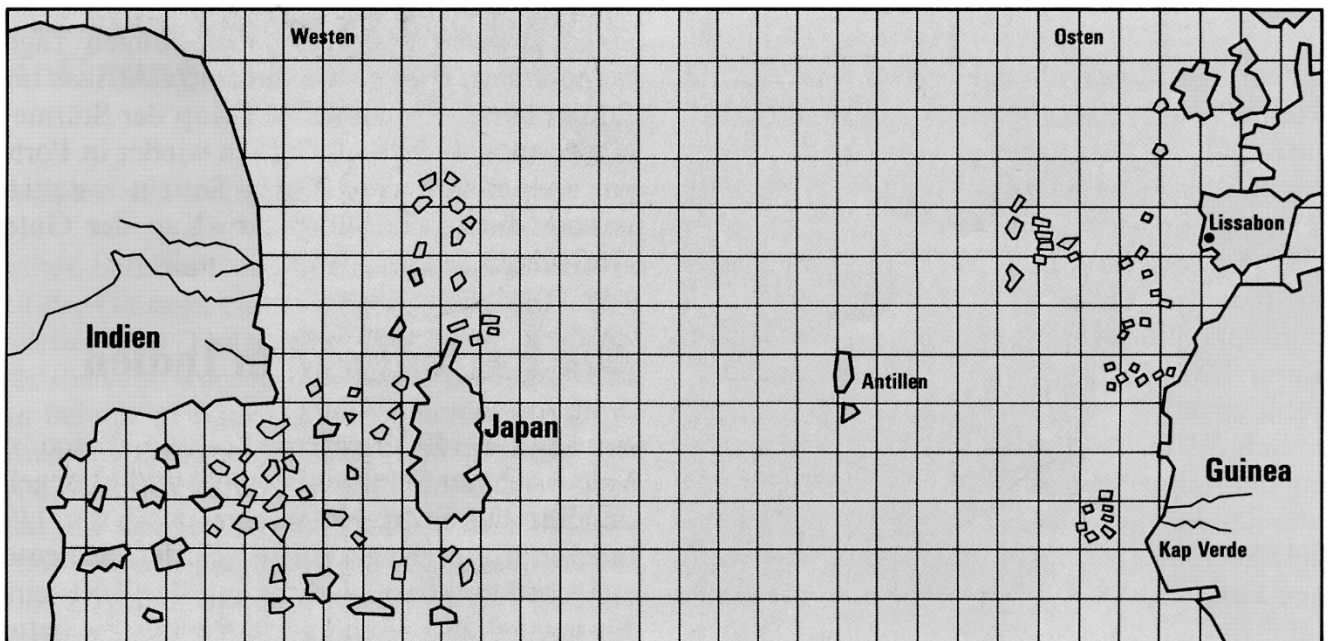 Westen
Osten
Lissabon
Indien
Antillen
Japan
Guinea
Kap Verde